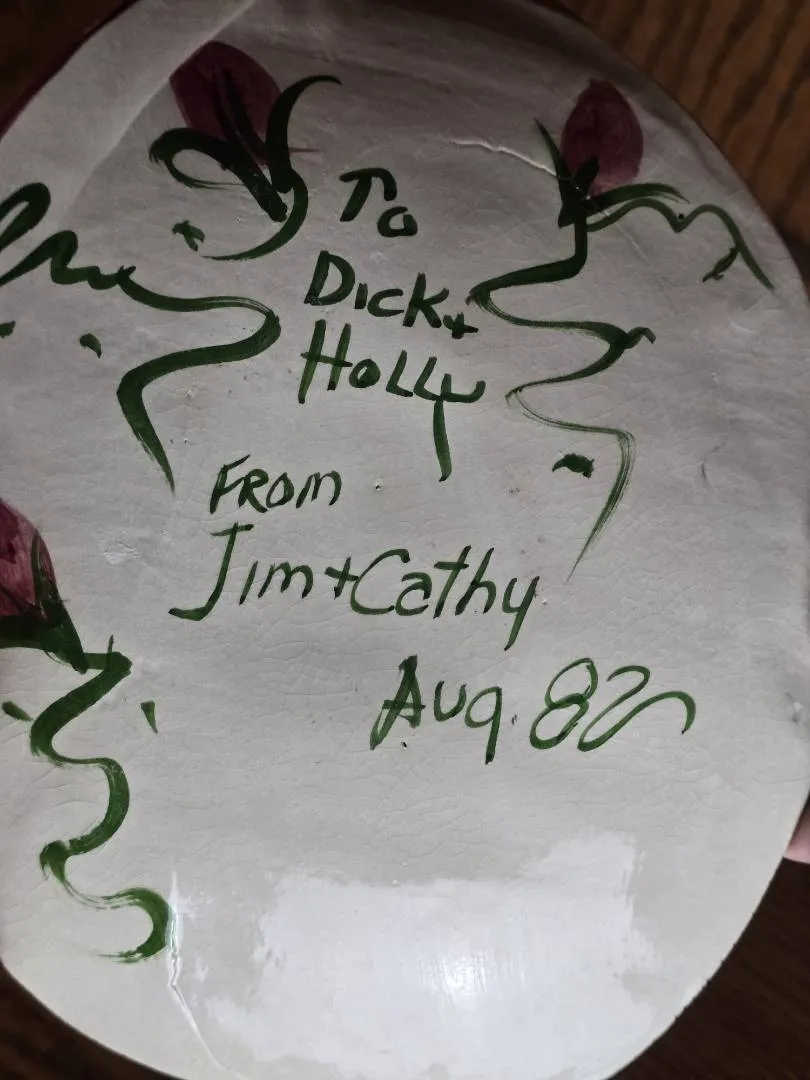 To
Dick+
Holly
From
Jim+Cathy
Aug. 82